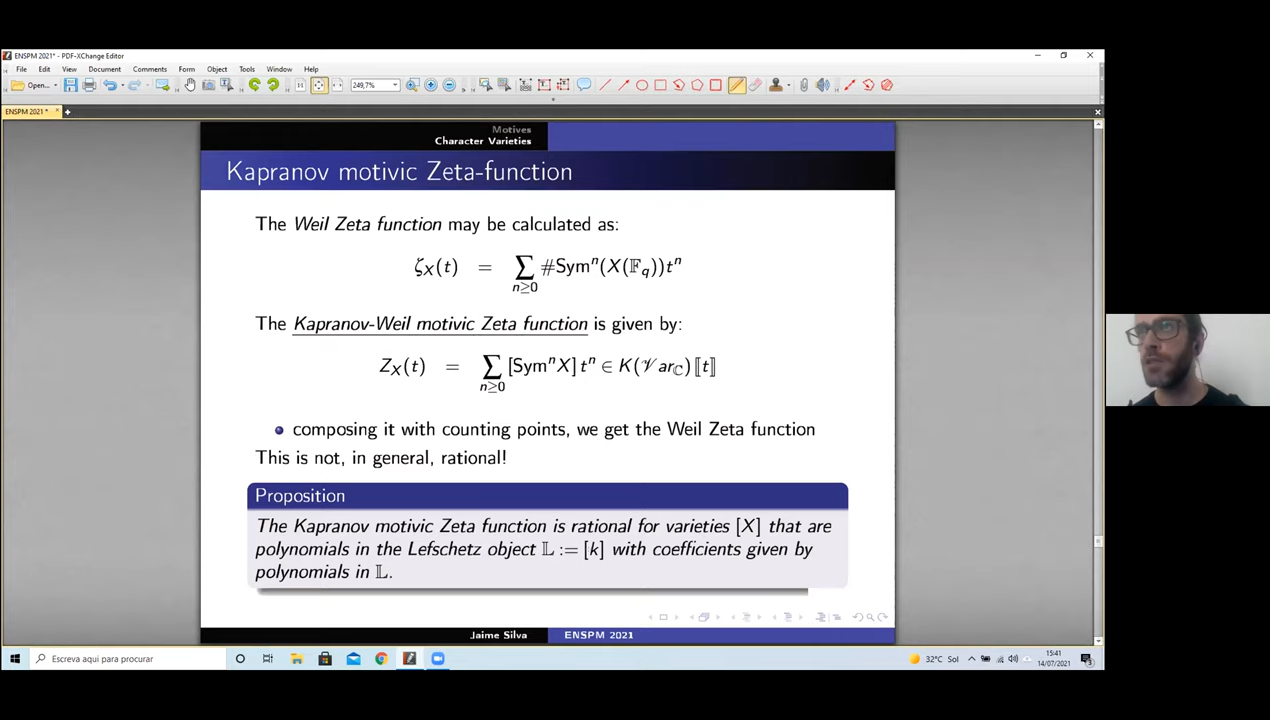 ENSPM 2021* - PDF-XChange Editor
File Edit View Document Comments Form Object Tools Window Help
Open... 249,7%
ENSPM 2021 *
Motives
Character Varieties
Kapranov motivic Zeta-function
The Weil Zeta function may be calculated as:
ζ_X(t) = ∑_{n≥0} #Sym^n(X(𝔽_q))t^n
The Kapranov-Weil motivic Zeta function is given by:
Z_X(t) = ∑_{n≥0} [Sym^n X] t^n ∈ K(𝒱ar_ℂ)⟦t⟧
composing it with counting points, we get the Weil Zeta function
This is not, in general, rational!
Proposition
The Kapranov motivic Zeta function is rational for varieties [X] that are
polynomials in the Lefschetz object 𝕃 := [k] with coefficients given by
polynomials in 𝕃.
Jaime Silva ENSPM 2021
Escreva aqui para procurar
32°C Sol
15:41
14/07/2021